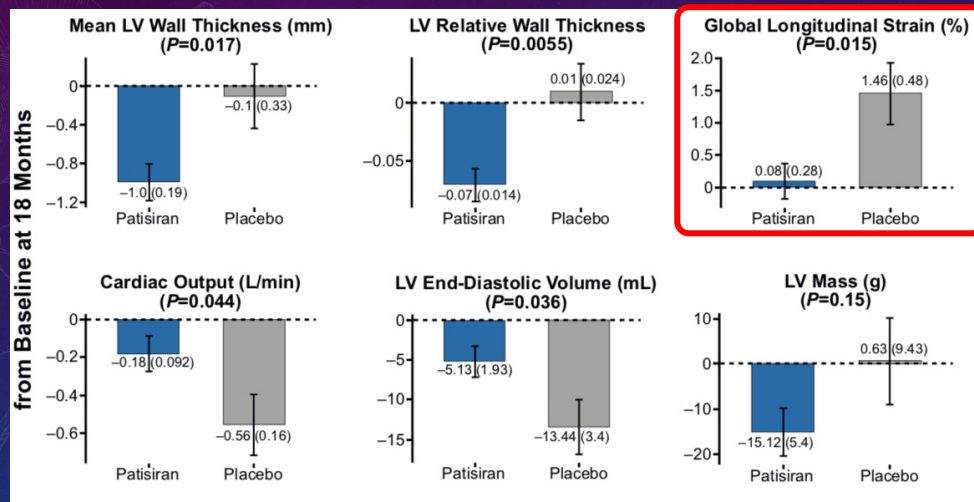 from Baseline at 18 Months
Mean LV Wall Thickness (mm)
(P=0.017)
0
–0.4
–0.8
–1.2
–1.0 (0.19)
–0.1 (0.33)
Patisiran
Placebo
LV Relative Wall Thickness
(P=0.0055)
0
–0.05
–0.07 (0.014)
0.01 (0.024)
Patisiran
Placebo
Global Longitudinal Strain (%)
(P=0.015)
2.0
1.5
1.0
0.5
0
0.08 (0.28)
1.46 (0.48)
Patisiran
Placebo
Cardiac Output (L/min)
(P=0.044)
0
–0.2
–0.4
–0.6
–0.18 (0.092)
–0.56 (0.16)
Patisiran
Placebo
LV End-Diastolic Volume (mL)
(P=0.036)
0
–5
–10
–15
–5.13 (1.93)
–13.44 (3.4)
Patisiran
Placebo
LV Mass (g)
(P=0.15)
10
0
–10
–20
–15.12 (5.4)
0.63 (9.43)
Patisiran
Placebo